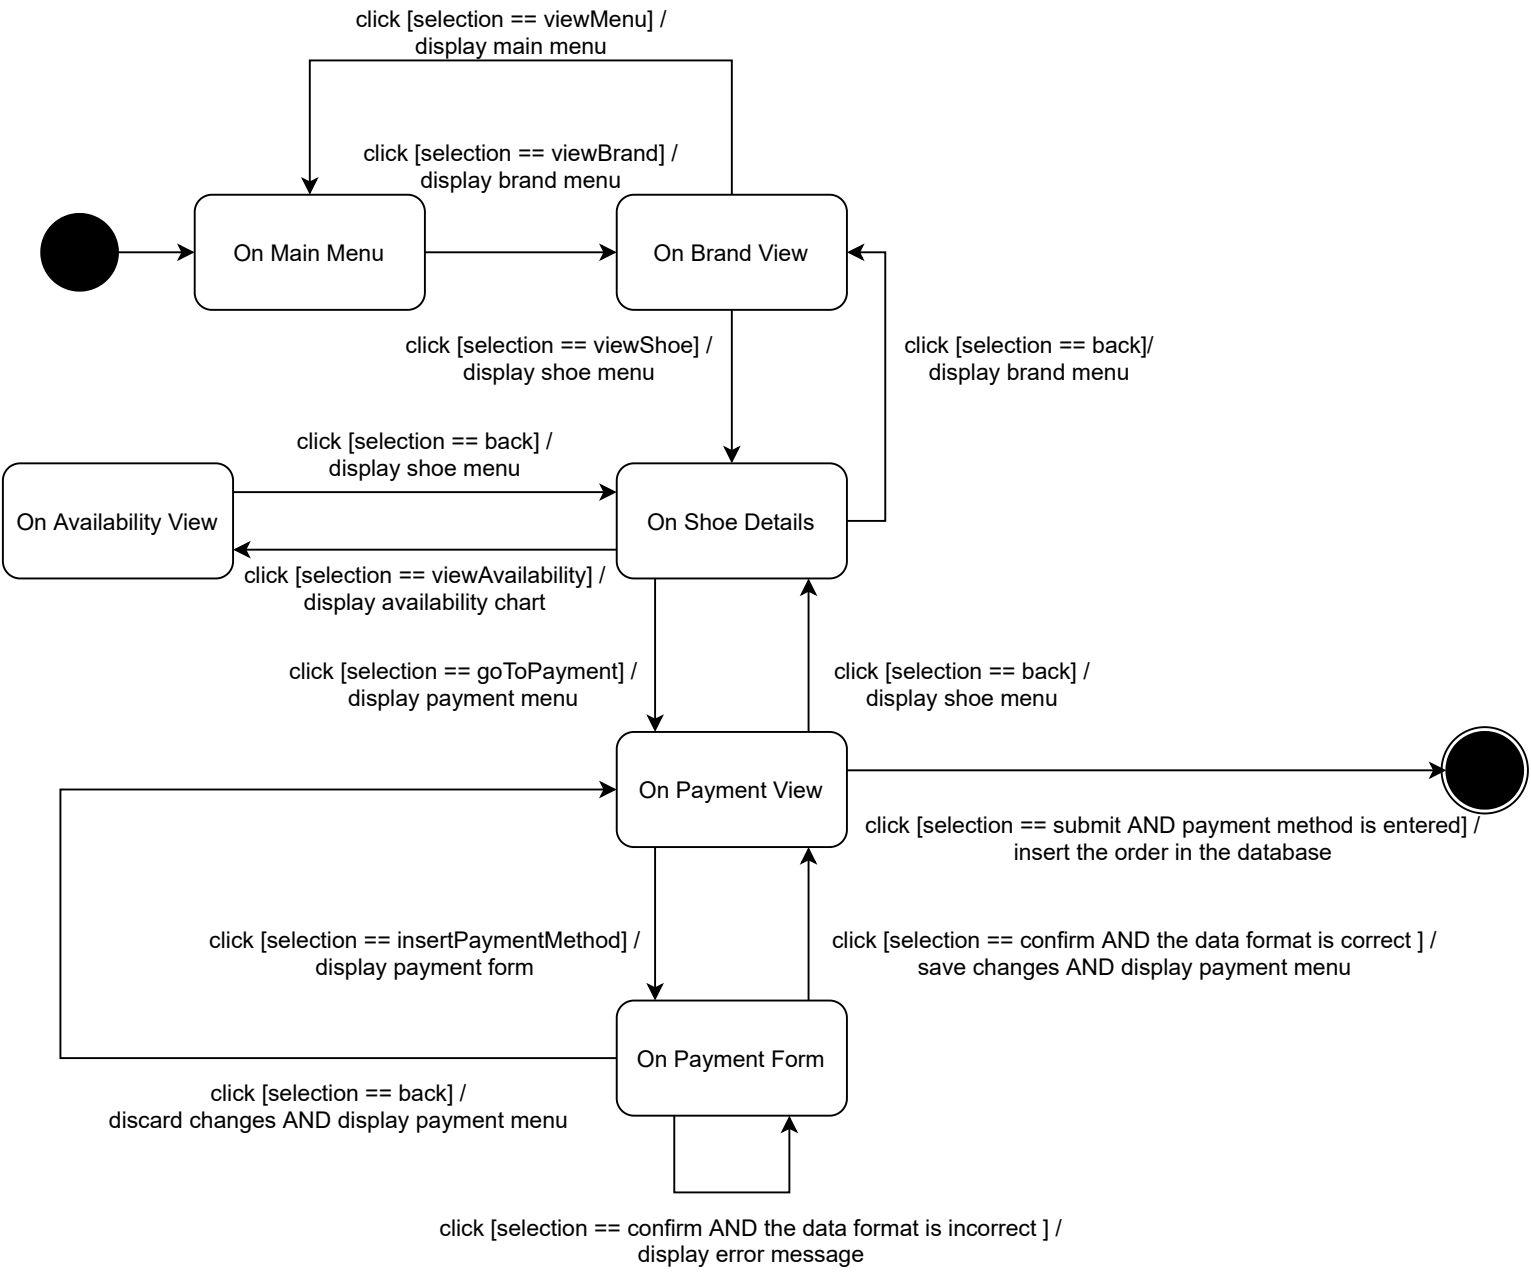 click [selection == viewMenu] /
display main menu
click [selection == viewBrand] /
display brand menu
On Main Menu
On Brand View
click [selection == viewShoe] /
display shoe menu
click [selection == back]/
display brand menu
click [selection == back] /
display shoe menu
On Availability View
On Shoe Details
click [selection == viewAvailability] /
display availability chart
click [selection == goToPayment] /
display payment menu
click [selection == back] /
display shoe menu
On Payment View
click [selection == submit AND payment method is entered] /
insert the order in the database
click [selection == insertPaymentMethod] /
display payment form
click [selection == confirm AND the data format is correct ] /
save changes AND display payment menu
On Payment Form
click [selection == back] /
discard changes AND display payment menu
click [selection == confirm AND the data format is incorrect ] /
display error message